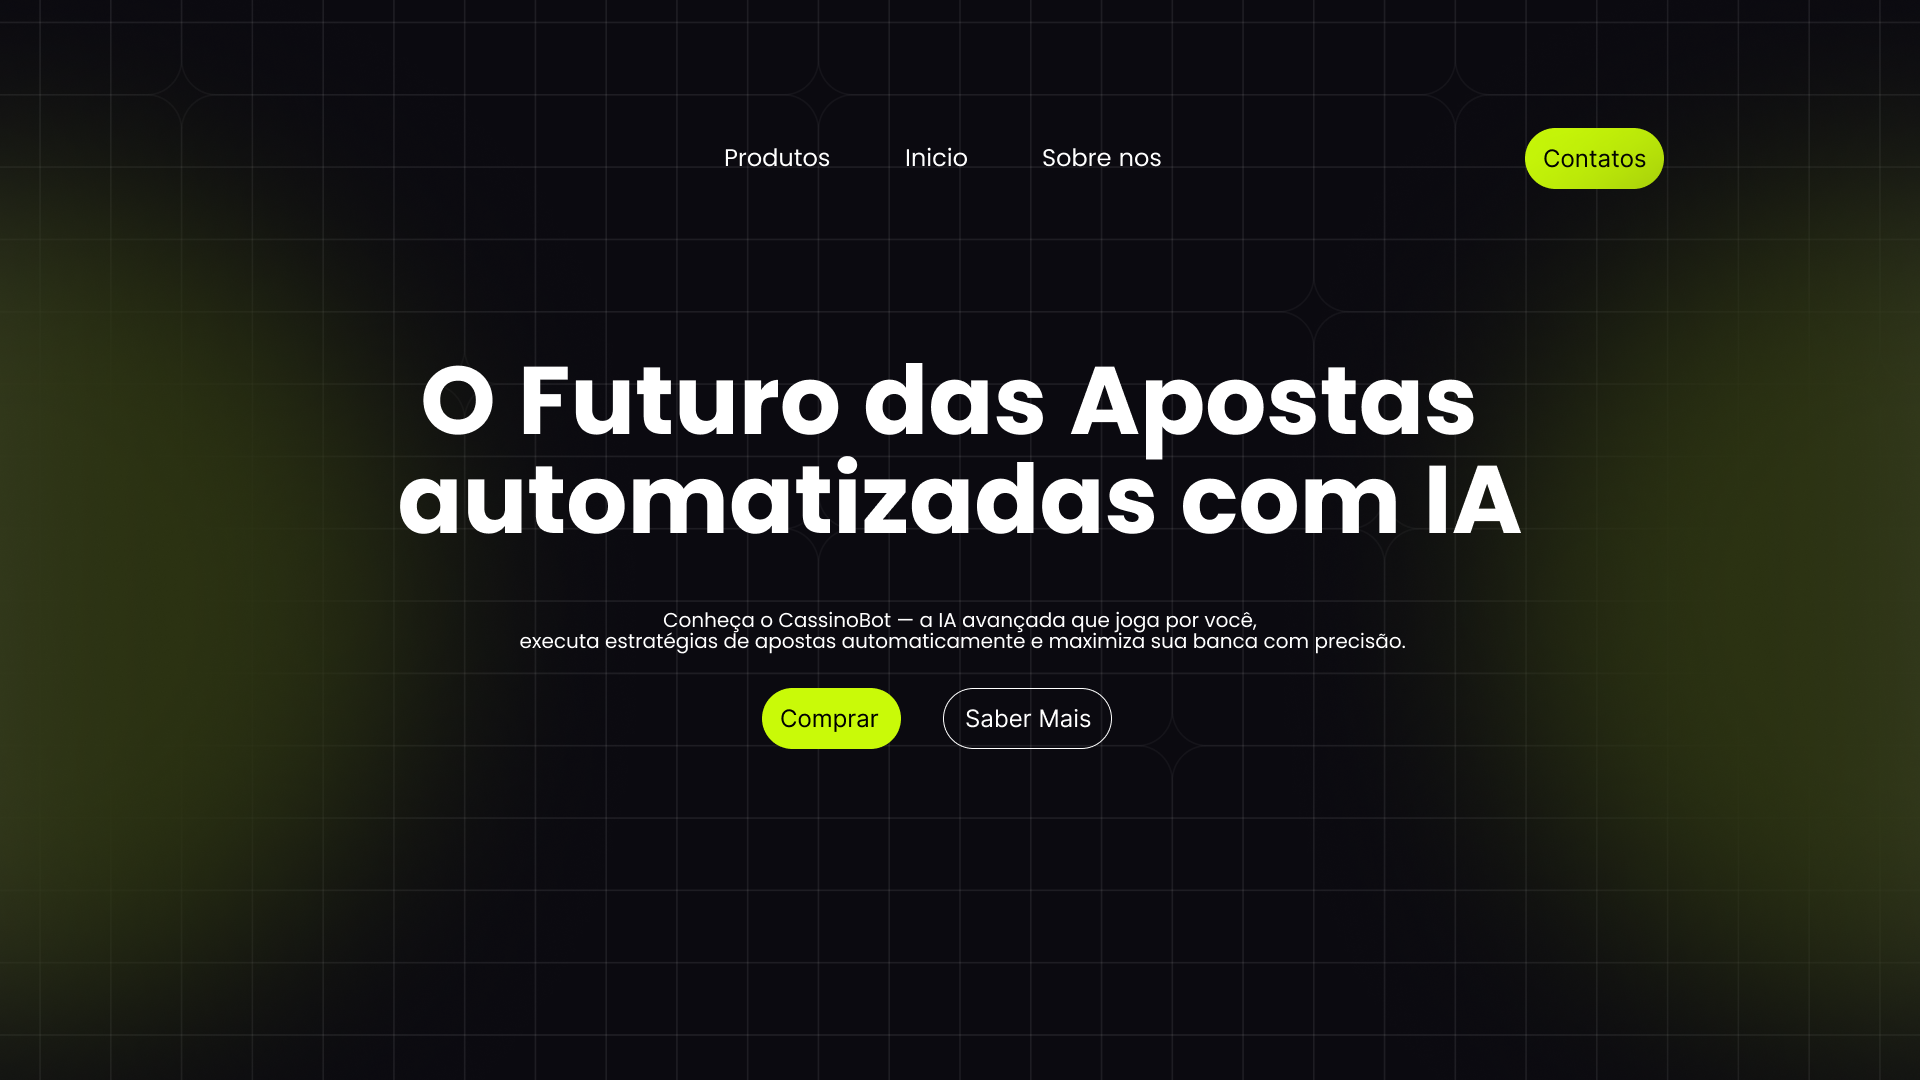 Produtos Inicio Sobre nos Contatos
O Futuro das Apostas
automatizadas com IA
Conheça o CassinoBot — a IA avançada que joga por você,
executa estratégias de apostas automaticamente e maximiza sua banca com precisão.
Comprar Saber Mais